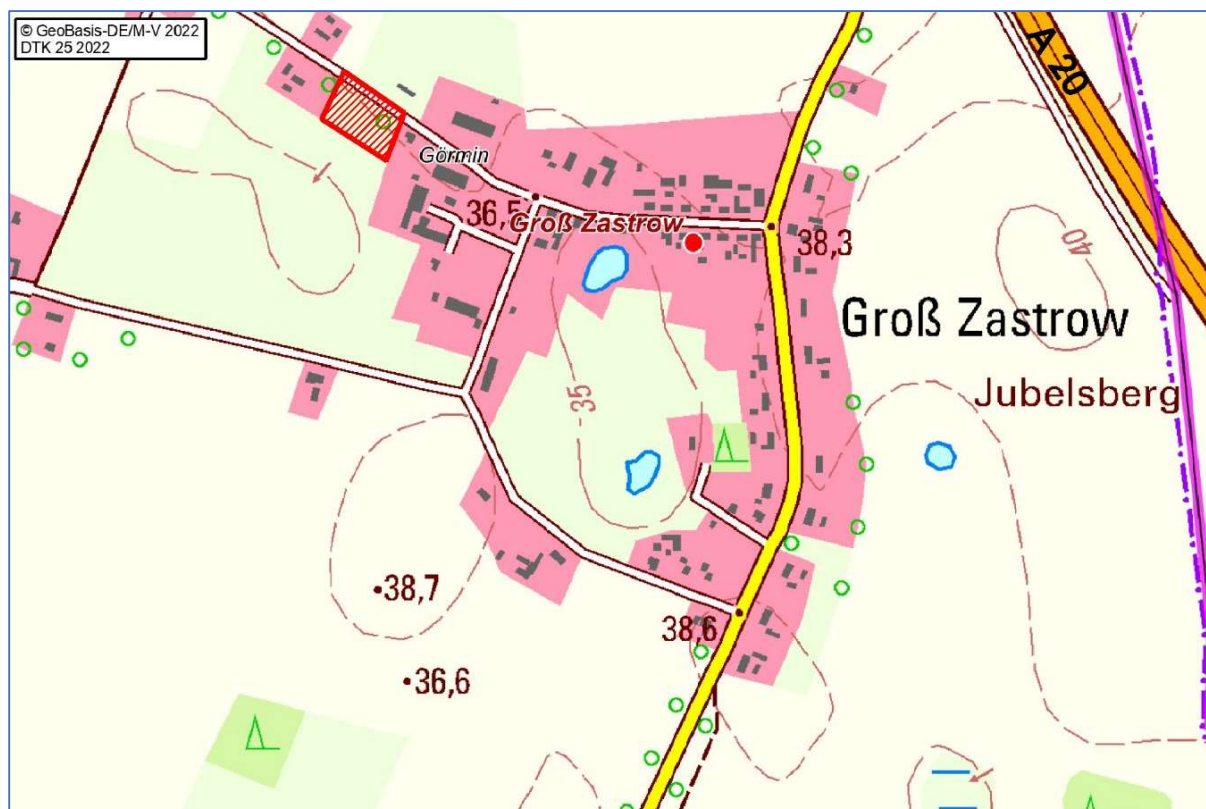 © GeoBasis-DE/M-V 2022
DTK 25 2022
A 20
Görmin
36,5
Groß Zastrow
38,3
40
Groß Zastrow
Jubelsberg
35
38,7
38,6
36,6